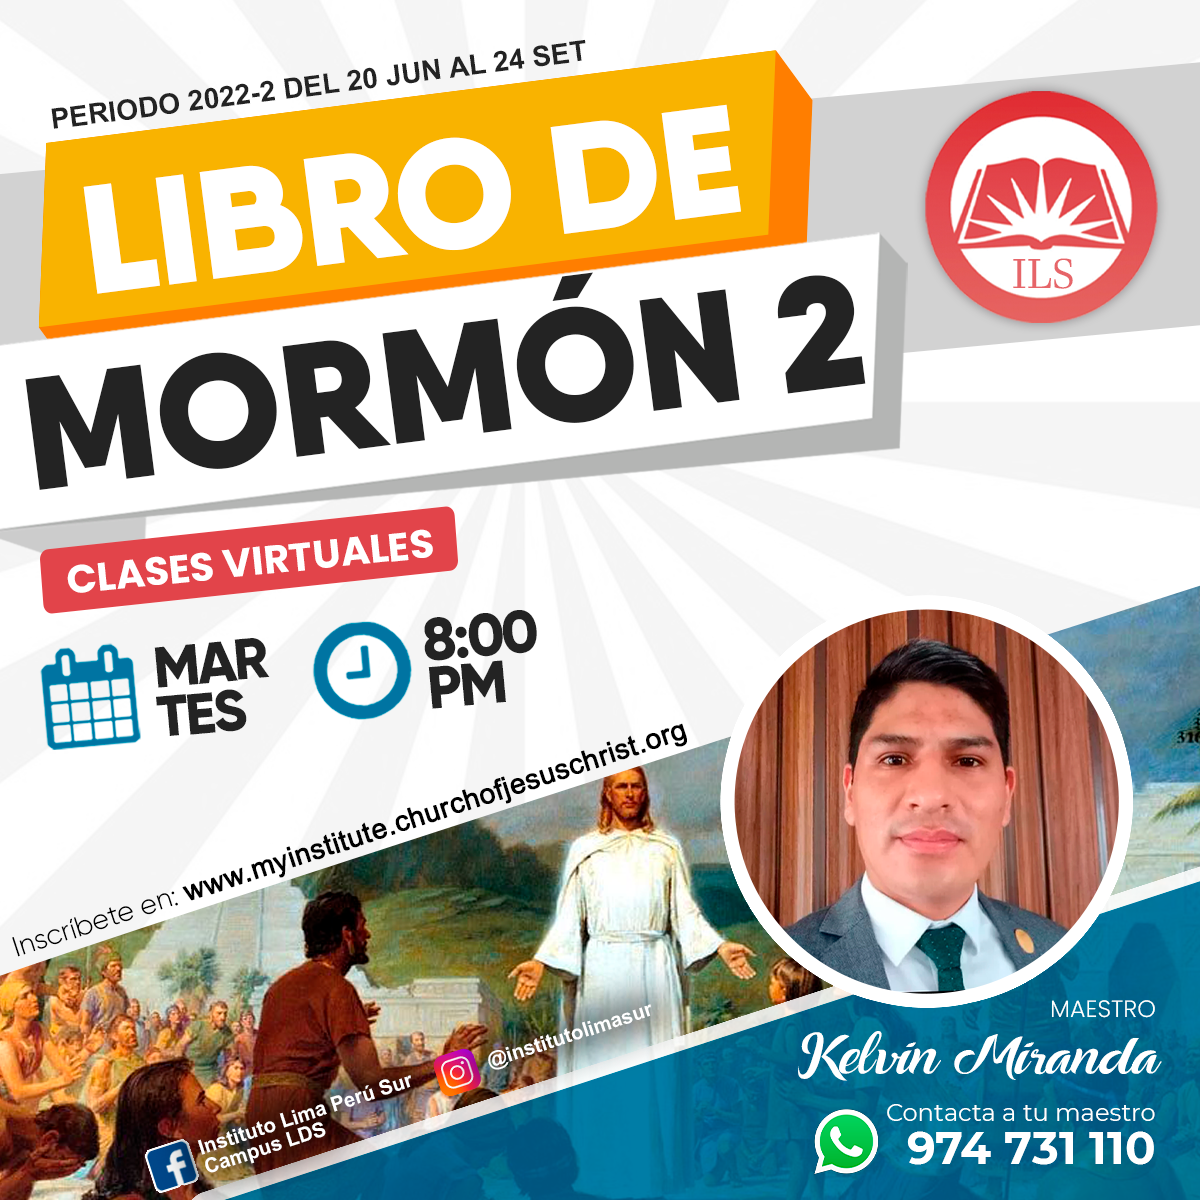 PERIODO 2022-2 DEL 20 JUN AL 24 SET
LIBRO DE
MORMÓN 2
ILS
CLASES VIRTUALES
MAR
TES
8:00
PM
Inscríbete en: www.myinstitute.churchofjesuschrist.org
MAESTRO
Kelvin Miranda
Contacta a tu maestro
974 731 110
@institutolimasur
Instituto Lima Perú Sur
Campus LDS